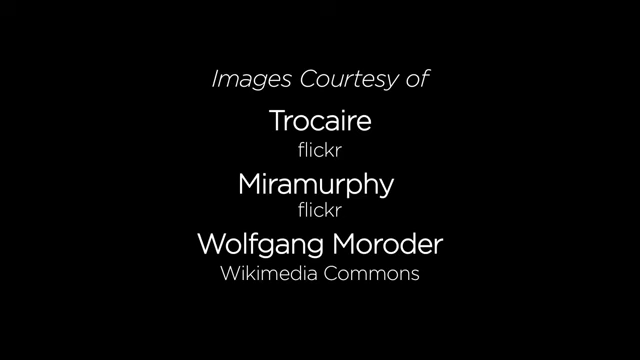 Images Courtesy of
Trocaire
flickr
Miramurphy
flickr
Wolfgang Moroder
Wikimedia Commons